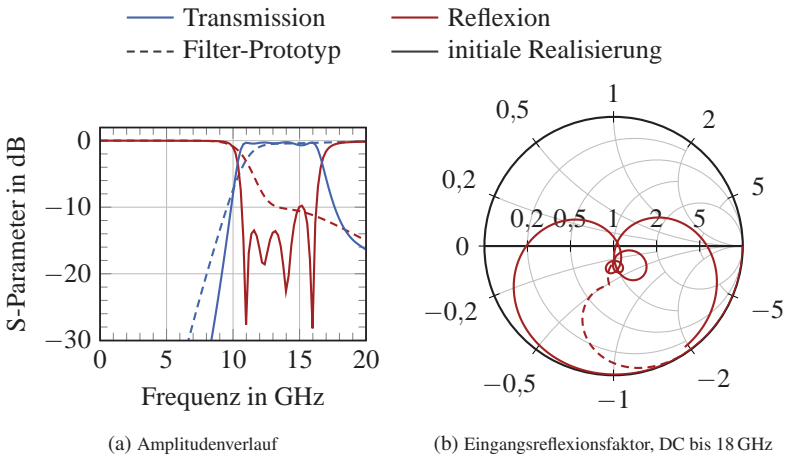 Transmission Reflexion
Filter-Prototyp initiale Realisierung
S-Parameter in dB
0
−10
−20
−30
0 5 10 15 20
Frequenz in GHz
(a) Amplitudenverlauf
1
0,5 2
0,2 5
0,2 0,5 1 2 5
0
−0,2 −5
−0,5 −2
−1
(b) Eingangsreflexionsfaktor, DC bis 18 GHz